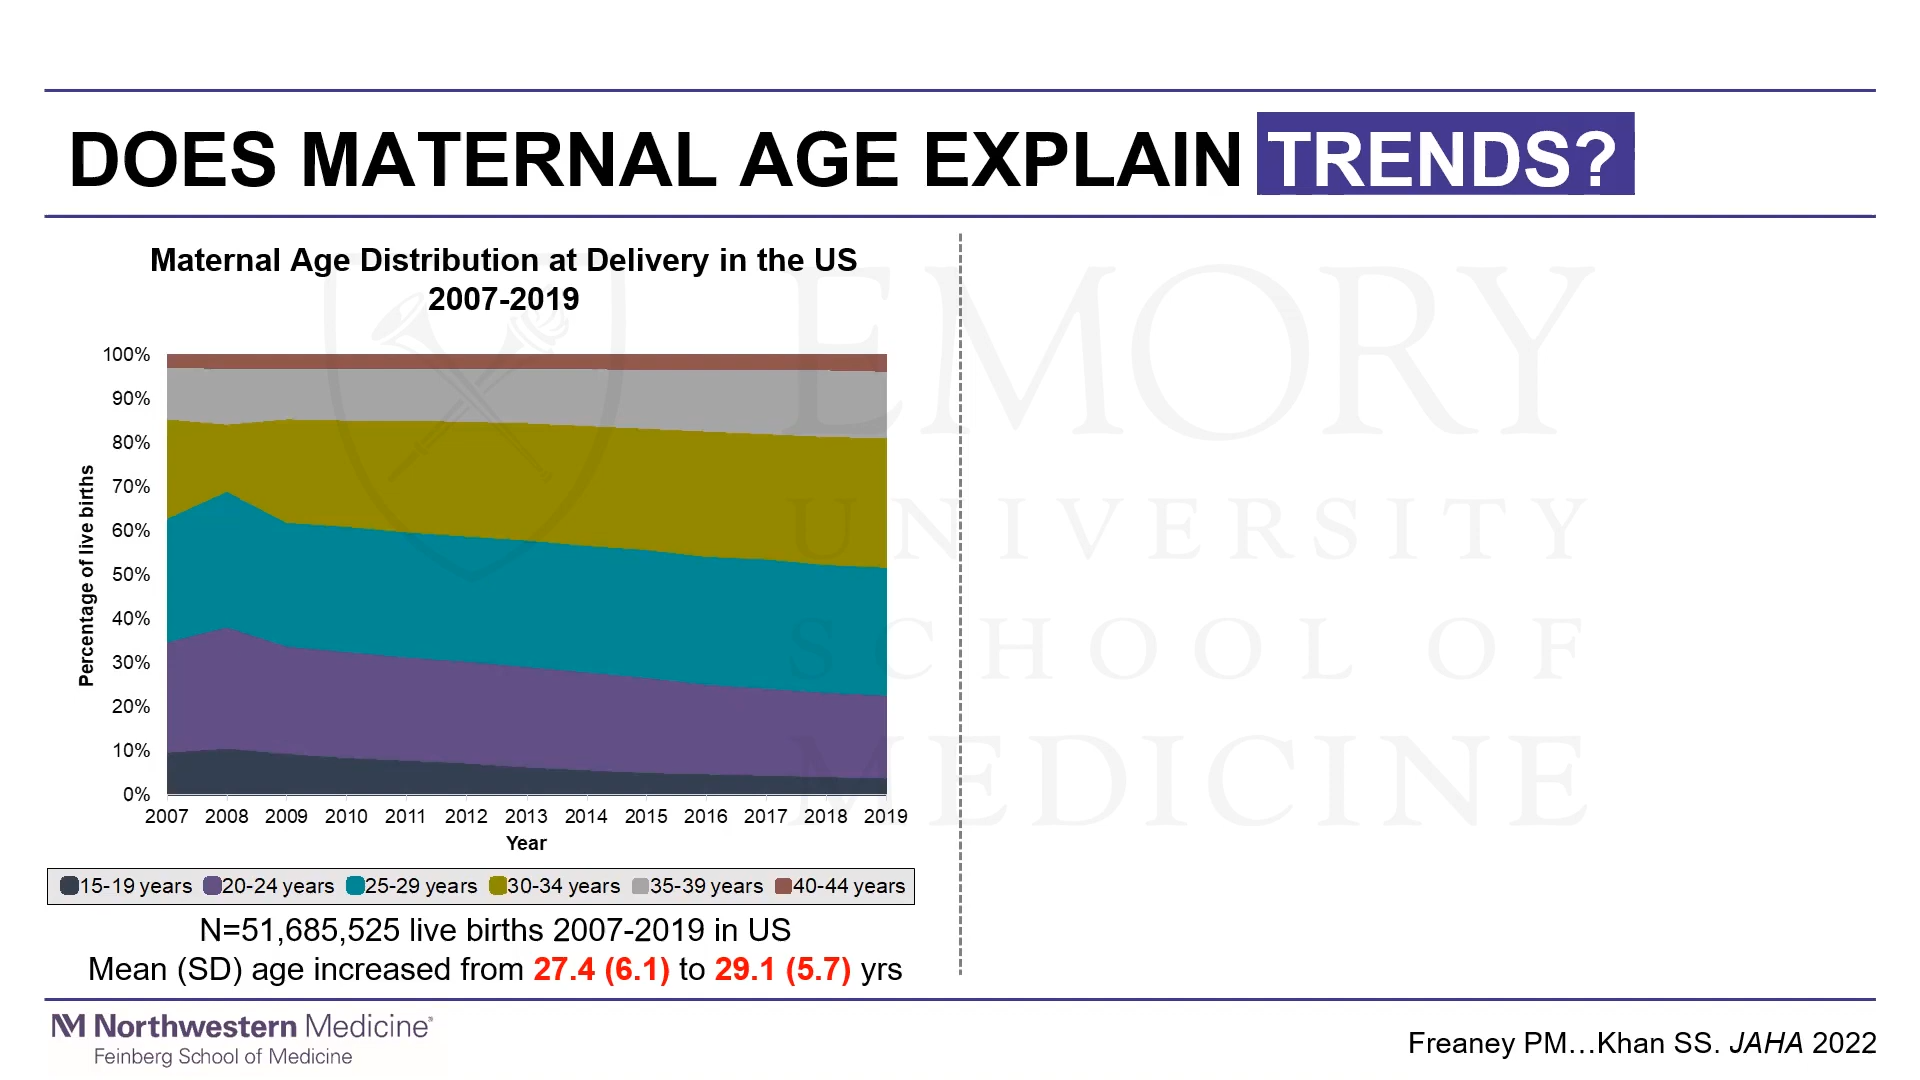 DOES MATERNAL AGE EXPLAIN TRENDS?
Maternal Age Distribution at Delivery in the US
2007-2019
100%
90%
80%
70%
60%
50%
40%
30%
20%
10%
0%
Percentage of live births
2007 2008 2009 2010 2011 2012 2013 2014 2015 2016 2017 2018 2019
Year
15-19 years 20-24 years 25-29 years 30-34 years 35-39 years 40-44 years
N=51,685,525 live births 2007-2019 in US
Mean (SD) age increased from 27.4 (6.1) to 29.1 (5.7) yrs
EMORY
UNIVERSITY
SCHOOL OF
MEDICINE
NM Northwestern Medicine®
Feinberg School of Medicine
Freaney PM…Khan SS. JAHA 2022